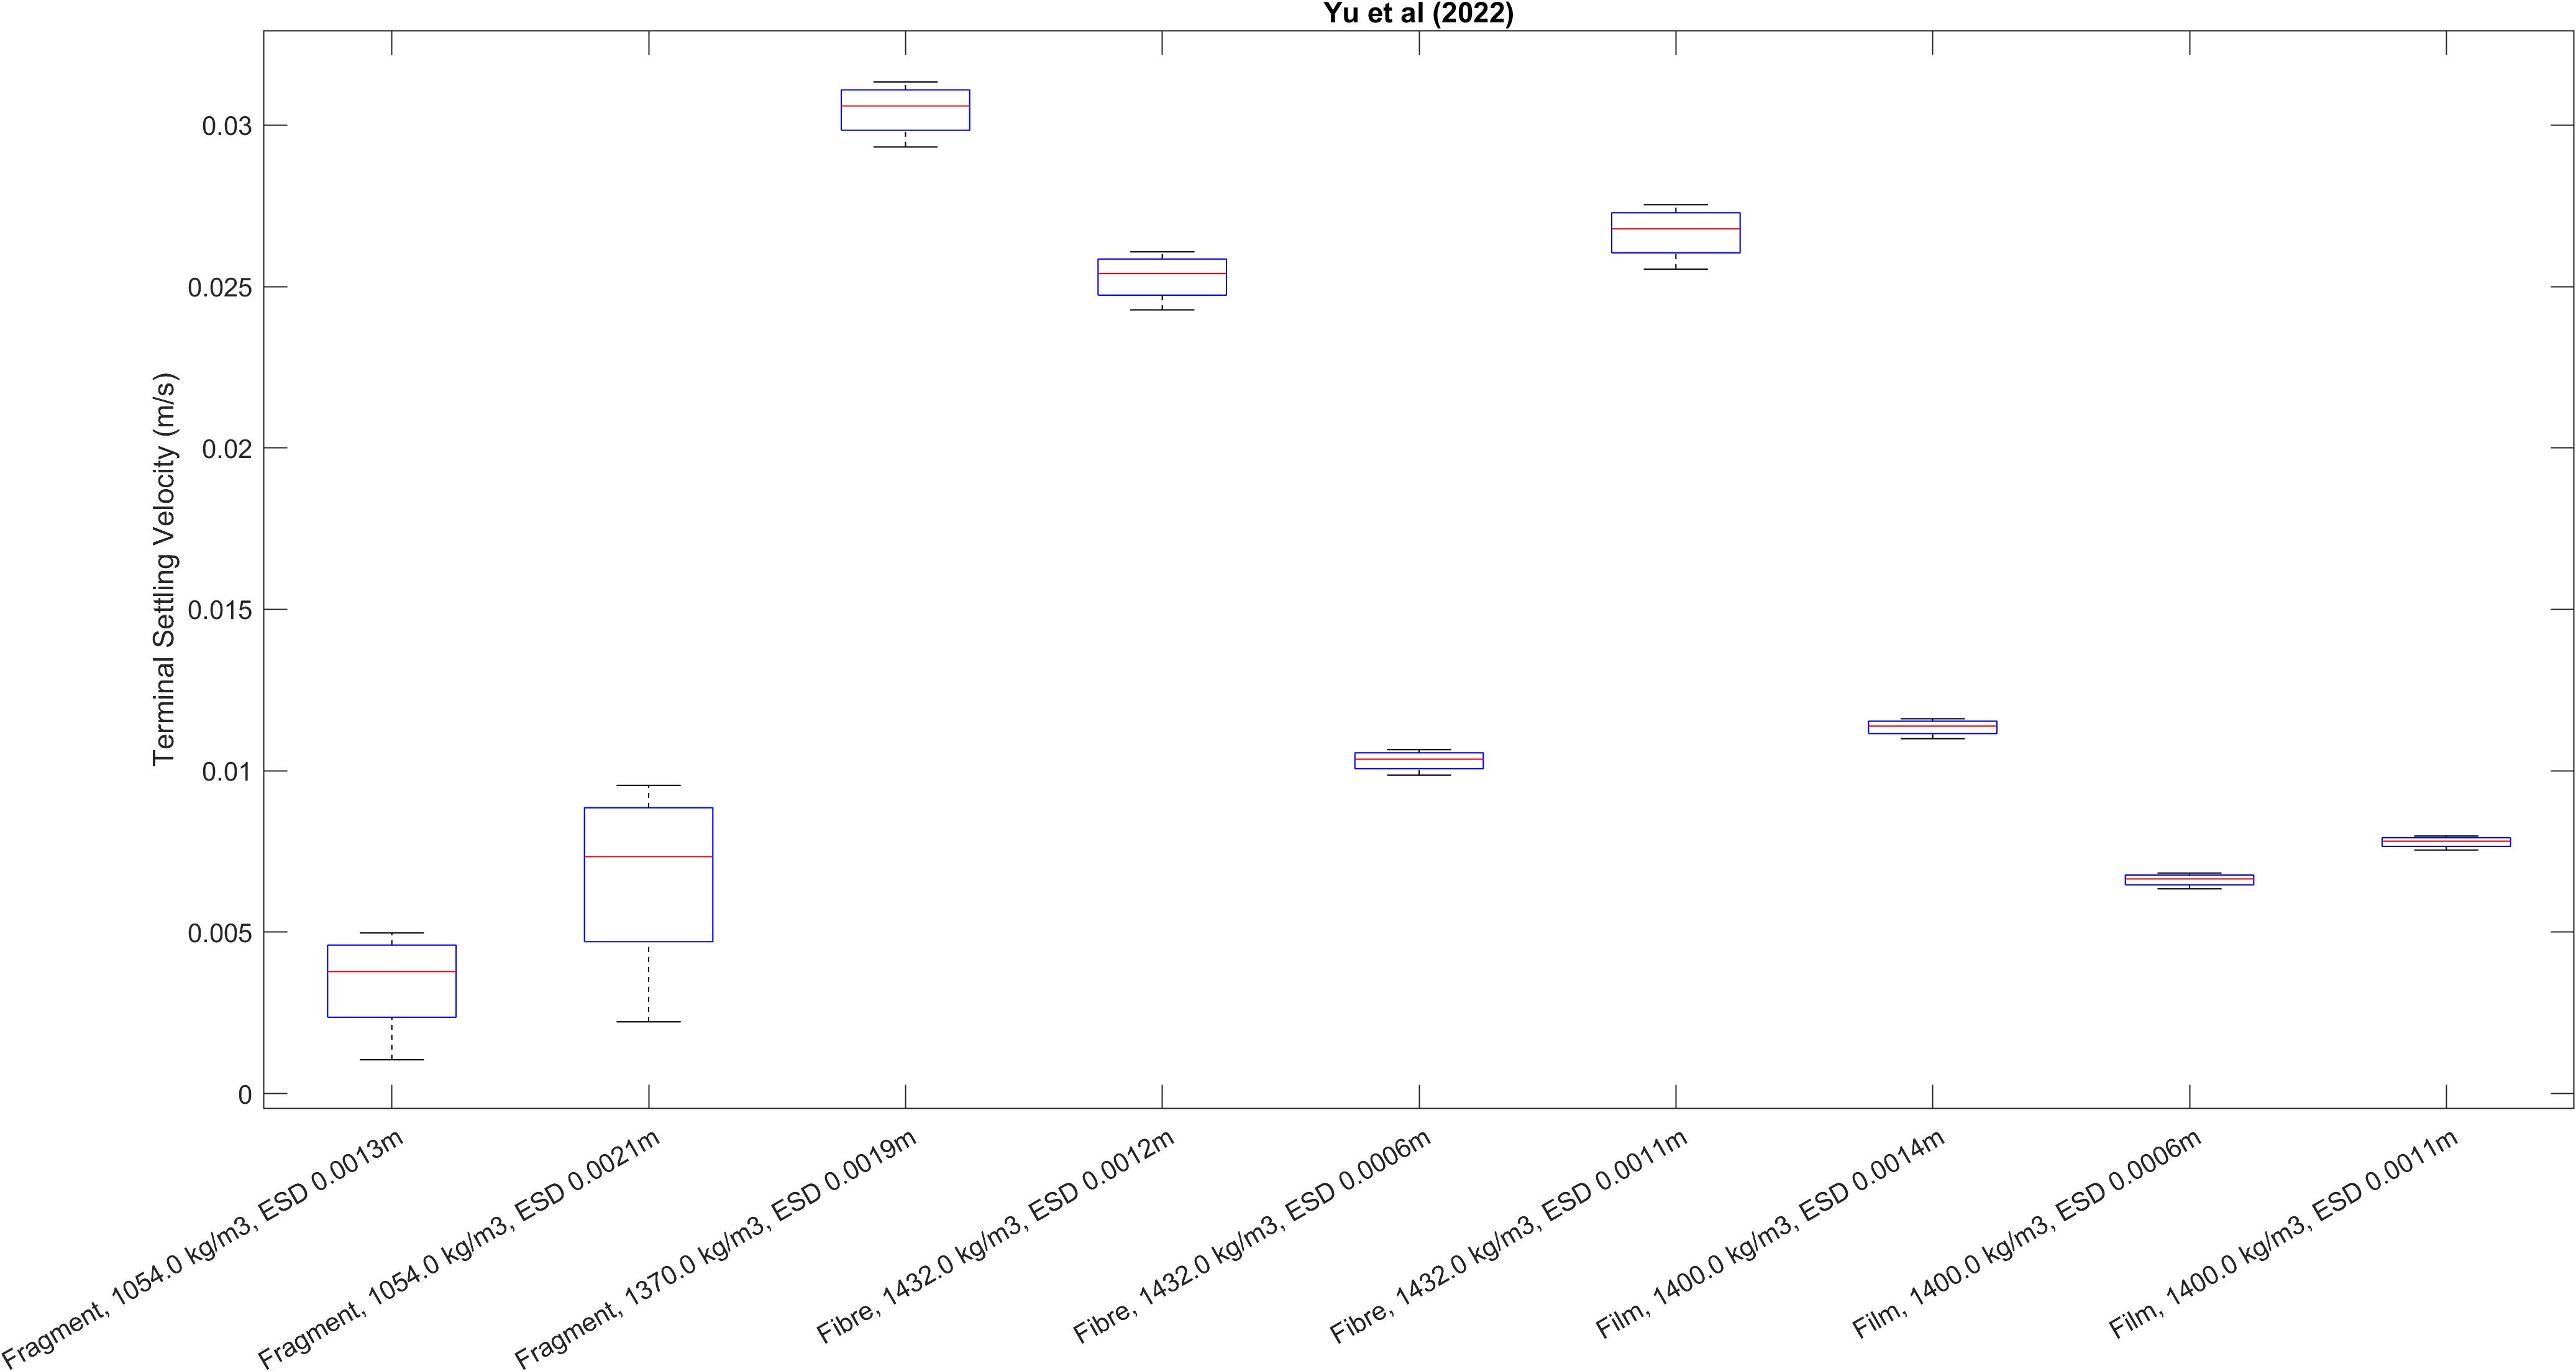 Yu et al (2022)
Terminal Settling Velocity (m/s)
0.03
0.025
0.02
0.015
0.01
0.005
0
Fragment, 1054.0 kg/m3, ESD 0.0013m
Fragment, 1054.0 kg/m3, ESD 0.0021m
Fragment, 1370.0 kg/m3, ESD 0.0019m
Fibre, 1432.0 kg/m3, ESD 0.0012m
Fibre, 1432.0 kg/m3, ESD 0.0006m
Fibre, 1432.0 kg/m3, ESD 0.0011m
Film, 1400.0 kg/m3, ESD 0.0014m
Film, 1400.0 kg/m3, ESD 0.0006m
Film, 1400.0 kg/m3, ESD 0.0011m